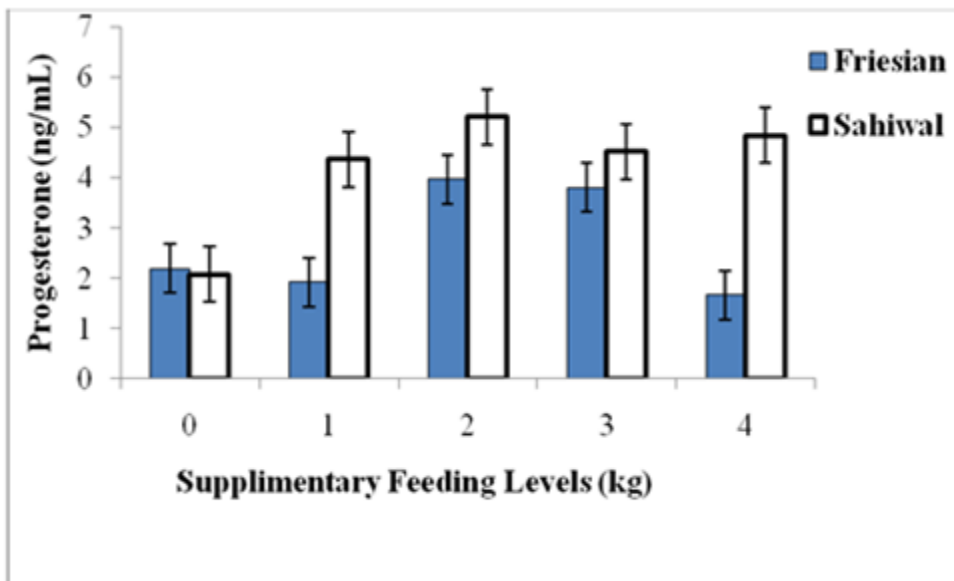 7
6
5
4
3
2
1
0
Progesterone (ng/mL)
Friesian
Sahiwal
0 1 2 3 4
Supplimentary Feeding Levels (kg)